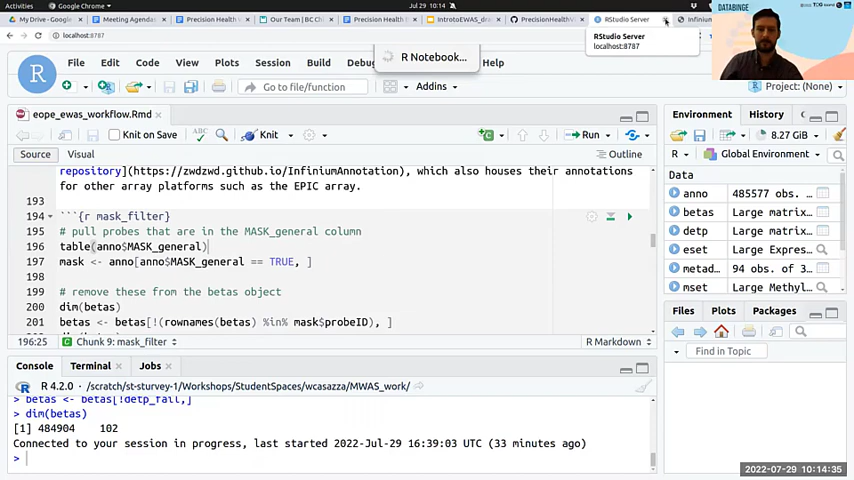 Activities
Google Chrome
Jul 29 10:14
DATABINGE
My Drive - Google
Meeting Agenda
Precision Health
Our Team | BC Ch
Precision Health
IntrotoEWAS_dra
PrecisionHealthVi
RStudio Server
Infinium
localhost:8787
RStudio Server
localhost:8787
R Notebook...
R
File Edit Code View Plots Session Build
Go to file/function
Addins
Project: (None)
eope_ewas_workflow.Rmd
Knit on Save
ABC
Knit
Run
Source Visual
Outline
repository](https://zwdzwd.github.io/InfiniumAnnotation), which also houses their annotations
for other array platforms such as the EPIC array.
193
194 ```{r mask_filter}
195 # pull probes that are in the MASK_general column
196 table(anno$MASK_general)
197 mask <- anno[anno$MASK_general == TRUE, ]
198
199 # remove these from the betas object
200 dim(betas)
201 betas <- betas[!(rownames(betas) %in% mask$probeID), ]
196:25
Chunk 9: mask_filter
R Markdown
Console Terminal Jobs
R 4.2.0 · /scratch/st-sturvey-1/Workshops/StudentSpaces/wcasazza/MWAS_work/
> betas <- betas[!detp_fail,]
> dim(betas)
[1] 484904 102
Connected to your session in progress, last started 2022-Jul-29 16:39:03 UTC (33 minutes ago)
>
Environment History
8.27 GiB
R Global Environment
Data
anno 485577 obs.
betas Large matrix…
detp Large matrix…
eset Large Expres…
metad… 94 obs. of 3…
mset Large Methyl…
Files Plots Packages
Find in Topic
2022-07-29 10:14:35